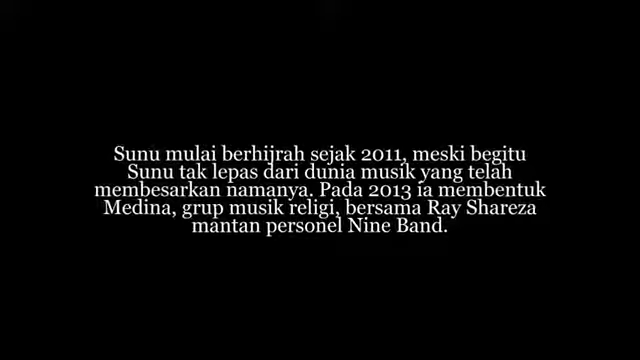 Sunu mulai berhijrah sejak 2011, meski begitu
Sunu tak lepas dari dunia musik yang telah
membesarkan namanya. Pada 2013 ia membentuk
Medina, grup musik religi, bersama Ray Shareza
mantan personel Nine Band.